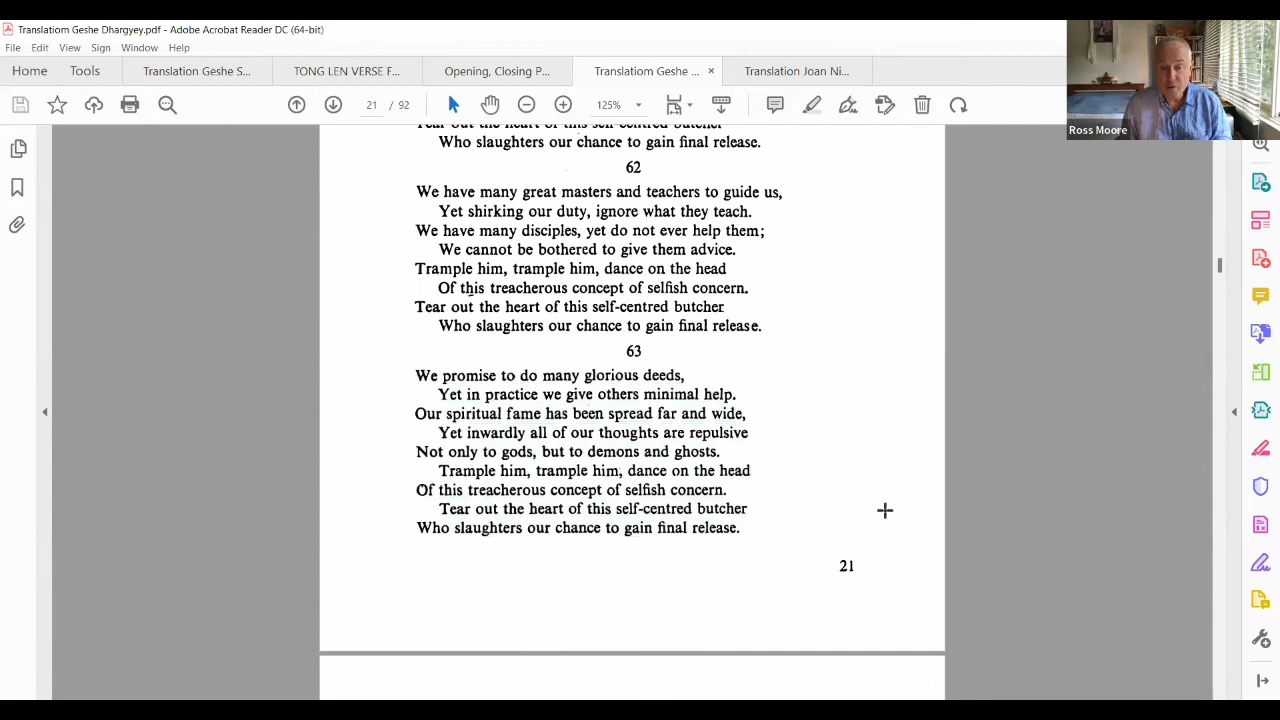 Translatiom Geshe Dhargyey.pdf - Adobe Acrobat Reader DC (64-bit)
File Edit View Sign Window Help
Home Tools Translation Geshe S... TONG LEN VERSE F... Opening, Closing =... Translatiom Geshe ... × Translation Joan Ni...
21 / 92 125%
Ross Moore
Tear out the heart of this self-centred butcher
Who slaughters our chance to gain final release.
62
We have many great masters and teachers to guide us,
Yet shirking our duty, ignore what they teach.
We have many disciples, yet do not ever help them;
We cannot be bothered to give them advice.
Trample him, trample him, dance on the head
Of this treacherous concept of selfish concern.
Tear out the heart of this self-centred butcher
Who slaughters our chance to gain final release.
63
We promise to do many glorious deeds,
Yet in practice we give others minimal help.
Our spiritual fame has been spread far and wide,
Yet inwardly all of our thoughts are repulsive
Not only to gods, but to demons and ghosts.
Trample him, trample him, dance on the head
Of this treacherous concept of selfish concern.
Tear out the heart of this self-centred butcher
Who slaughters our chance to gain final release.
21